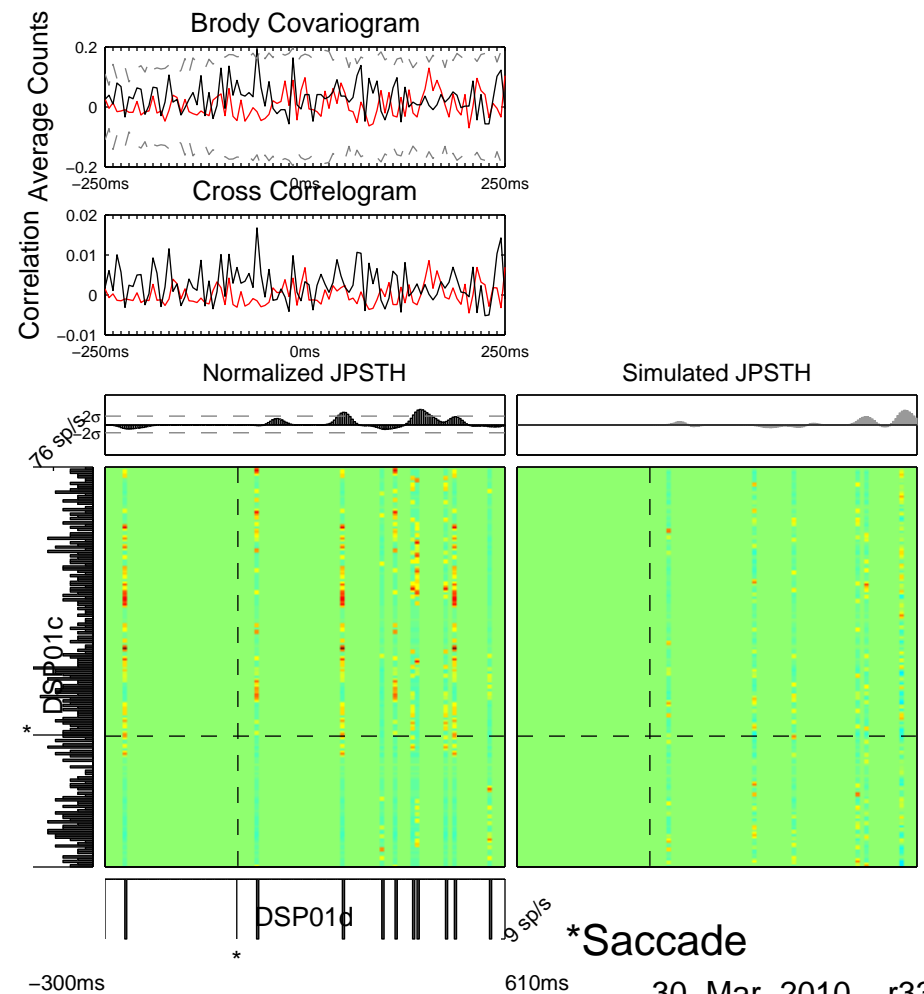 Brody Covariogram
Average Counts
0.2
0
−0.2
−250ms
0ms
250ms
Cross Correlogram
Correlation
0.02
0.01
0
−0.01
−250ms
0ms
250ms
Normalized JPSTH
Simulated JPSTH
2σ
−2σ
76 sp/s
DSP01c
*
DSP01d
9 sp/s
*
*Saccade
−300ms
610ms
30 Mar 2010